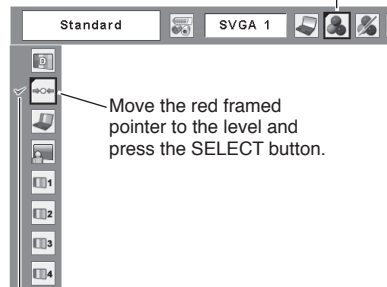 Standard SVGA 1
D
Move the red framed
pointer to the level and
press the SELECT button.
1
2
3
4